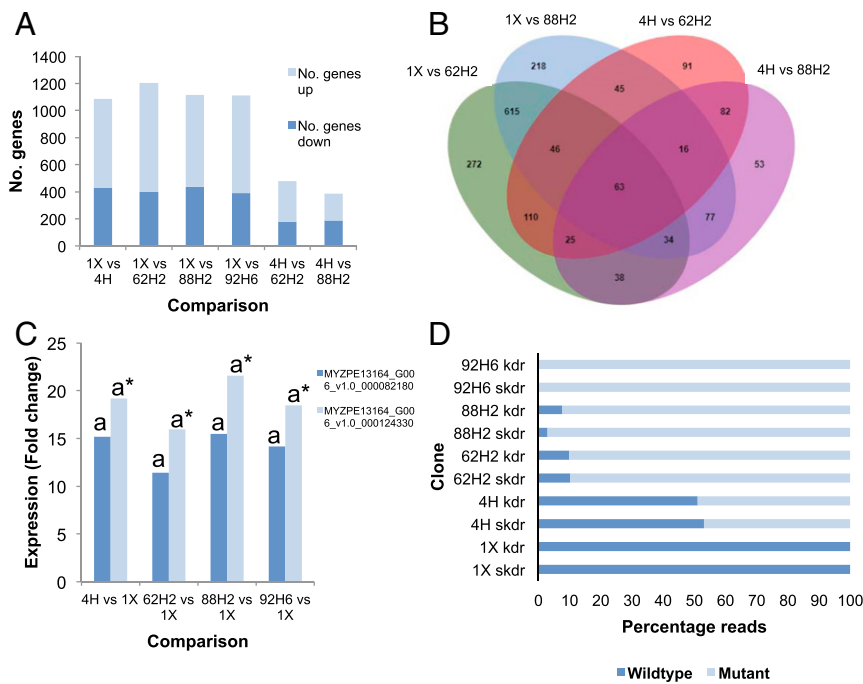 A
1400
1200
1000
800
600
400
200
0
No. genes
No. genes up
No. genes down
1X vs 4H
1X vs 62H2
1X vs 88H2
1X vs 92H6
4H vs 62H2
4H vs 88H2
Comparison
B
1X vs 88H2
4H vs 62H2
1X vs 62H2
4H vs 88H2
218
91
45
615
82
46
16
272
53
63
110
77
25
34
38
C
25
20
15
10
5
0
Expression (Fold change)
a
a*
a
a*
a
a*
a
a*
MYZPE13164_G00
6_v1.0_000082180
MYZPE13164_G00
6_v1.0_000124330
4H vs 1X
62H2 vs 1X
88H2 vs 1X
92H6 vs 1X
Comparison
D
Clone
92H6 kdr
92H6 skdr
88H2 kdr
88H2 skdr
62H2 kdr
62H2 skdr
4H kdr
4H skdr
1X kdr
1X skdr
0 10 20 30 40 50 60 70 80 90 100
Percentage reads
Wildtype
Mutant